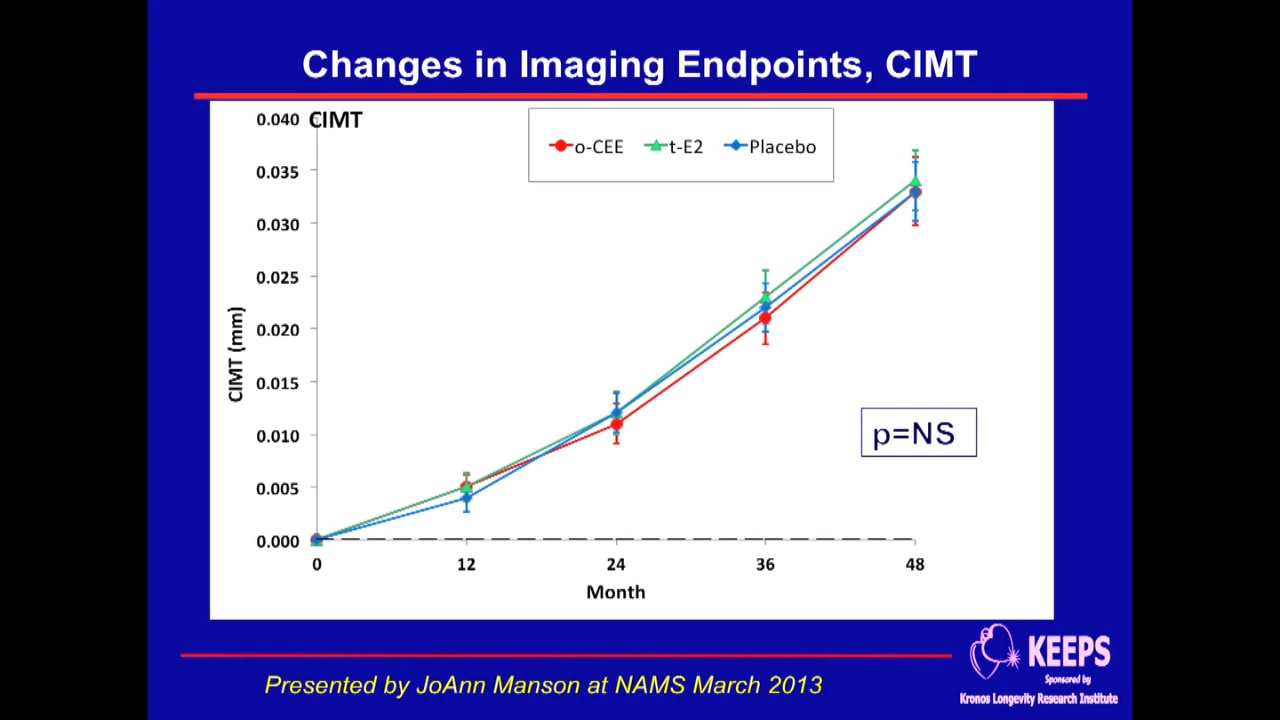 Changes in Imaging Endpoints, CIMT
CIMT
o-CEE t-E2 Placebo
0.040
0.035
0.030
0.025
0.020
0.015
0.010
0.005
0.000
CIMT (mm)
p=NS
0 12 24 36 48
Month
KEEPS
Sponsored by
Kronos Longevity Research Institute
Presented by JoAnn Manson at NAMS March 2013